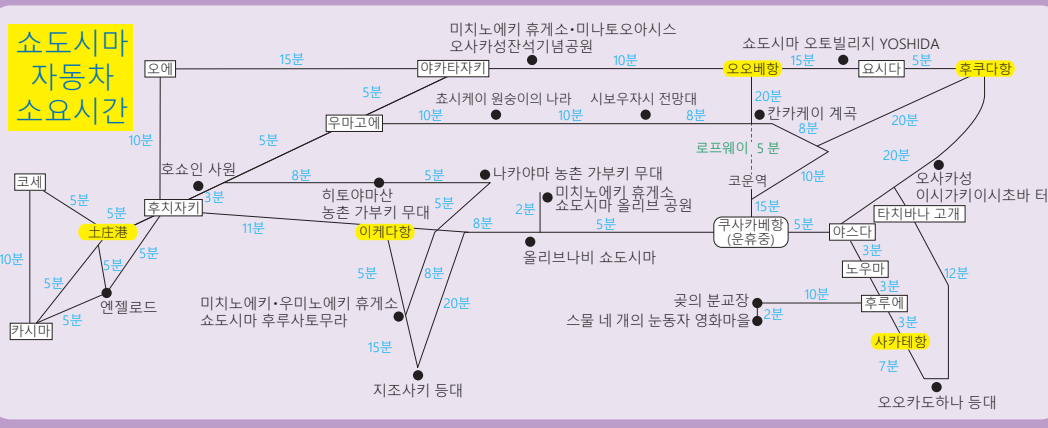 쇼도시마
자동차
소요시간
미치노에키 휴게소·미나토오아시스
오사카성잔석기념공원
쇼도시마 오토빌리지 YOSHIDA
오에
15분
야카타자키
10분
오오베항
15분
요시다
5분
후쿠다항
5분
쵸시케이 원숭이의 나라
시보우자시 전망대
20분
우마고에
10분
10분
8분
칸카케이 계곡
8분
20분
10분
5분
로프웨이 5 분
20분
호쇼인 사원
8분
5분
나카야마 농촌 가부키 무대
코운역
10분
오사카성
이시가키이시초바 터
코세
5분
3분
히토야마산
농촌 가부키 무대
5분
2분
미치노에키 휴게소
쇼도시마 올리브 공원
15분
타치바나 고개
5분
후치자키
土庄港
11분
이케다항
8분
5분
쿠사카베항
(운휴중)
5분
야스다
10분
5분
5분
5분
올리브나비 쇼도시마
3분
노우마
5분
8분
20분
12분
3분
엔젤로드
미치노에키·우미노에키 휴게소
쇼도시마 후루사토무라
곶의 분교장
10분
후루에
5분
카시마
스물 네 개의 눈동자 영화마을
2분
3분
사카테항
15분
7분
지조사키 등대
오오카도하나 등대